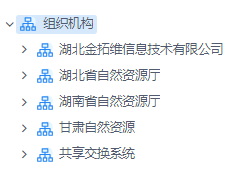 组织机构
湖北金拓维信息技术有限公司
湖北省自然资源厅
湖南省自然资源厅
甘肃自然资源
共享交换系统